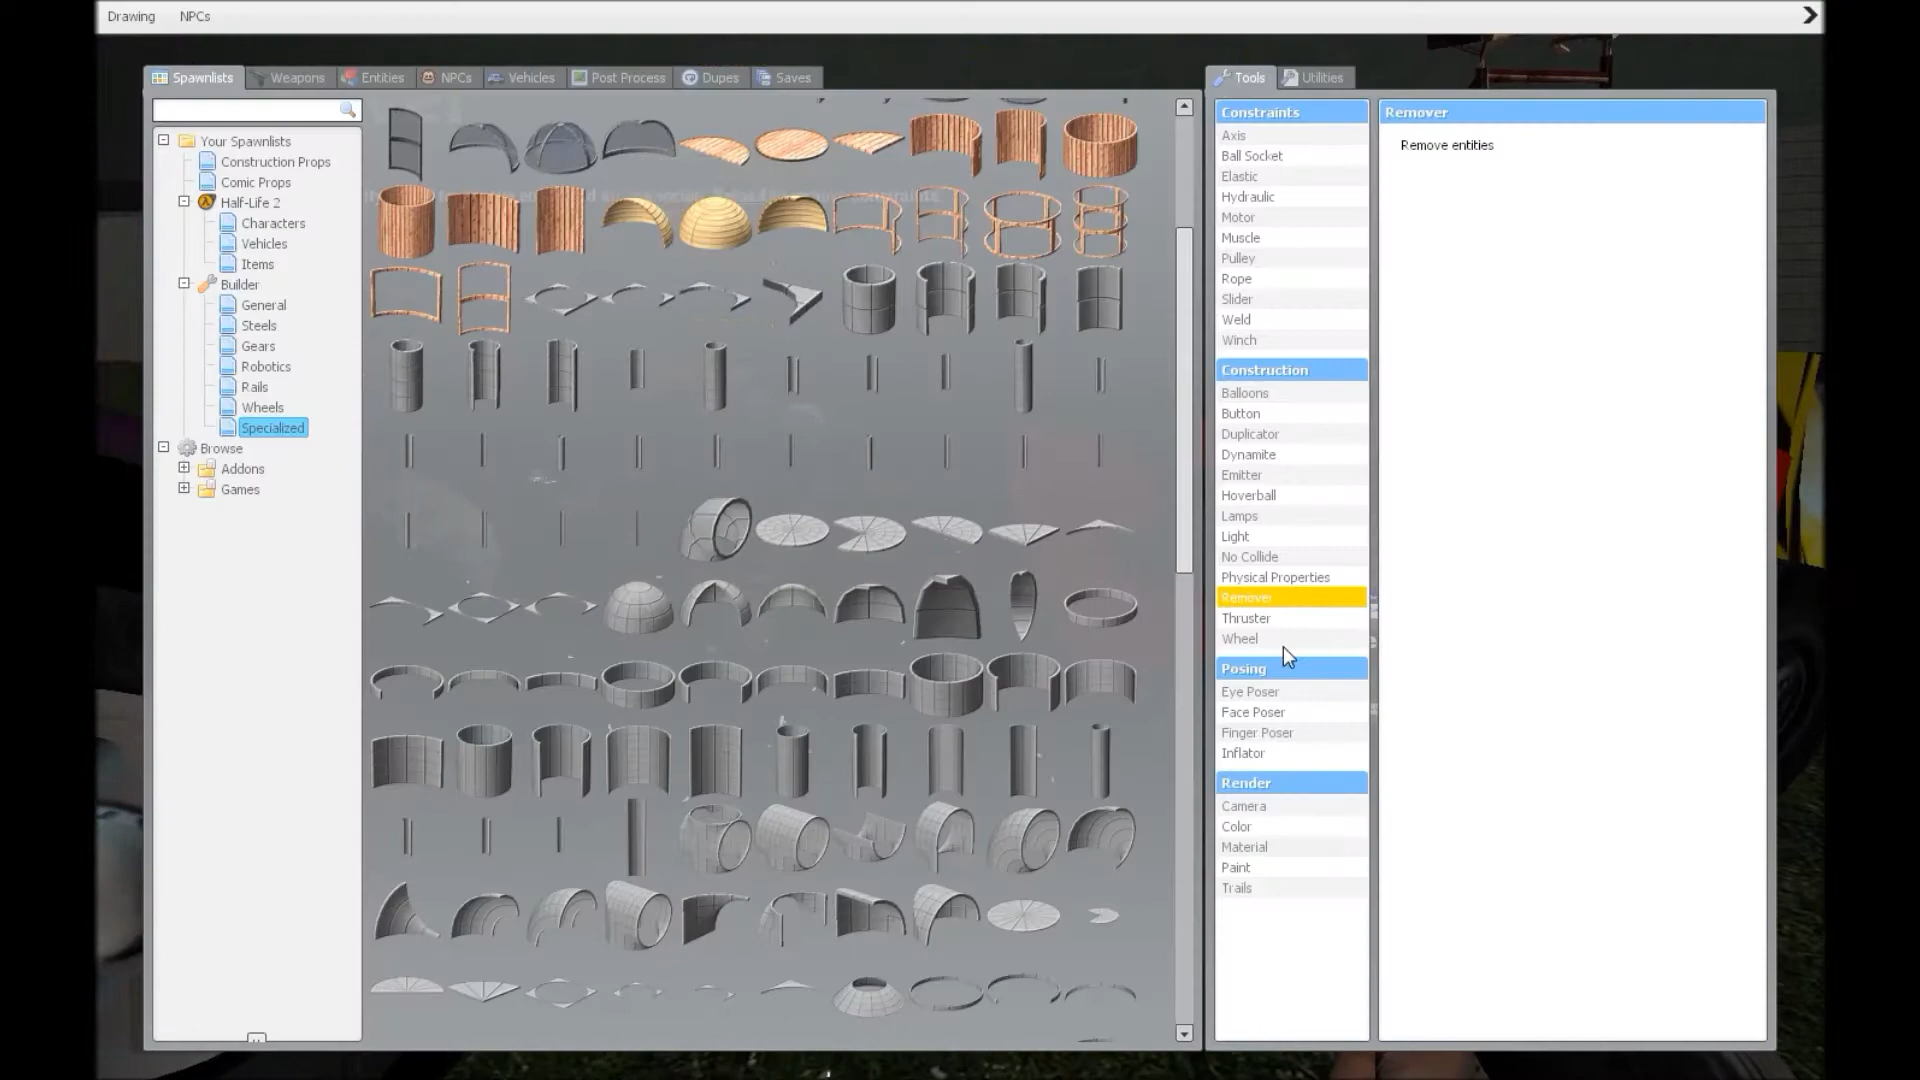 Drawing NPCs
Spawnlists Weapons Entities NPCs Vehicles Post Process Dupes Saves
Tools Utilities
Your Spawnlists
Construction Props
Comic Props
Half-Life 2
Characters
Vehicles
Items
Builder
General
Steels
Gears
Robotics
Rails
Wheels
Specialized
Browse
Addons
Games
Constraints
Axis
Ball Socket
Elastic
Hydraulic
Motor
Muscle
Pulley
Rope
Slider
Weld
Winch
Construction
Balloons
Button
Duplicator
Dynamite
Emitter
Hoverball
Lamps
Light
No Collide
Physical Properties
Remover
Thruster
Wheel
Posing
Eye Poser
Face Poser
Finger Poser
Inflator
Render
Camera
Color
Material
Paint
Trails
Remover
Remove entities